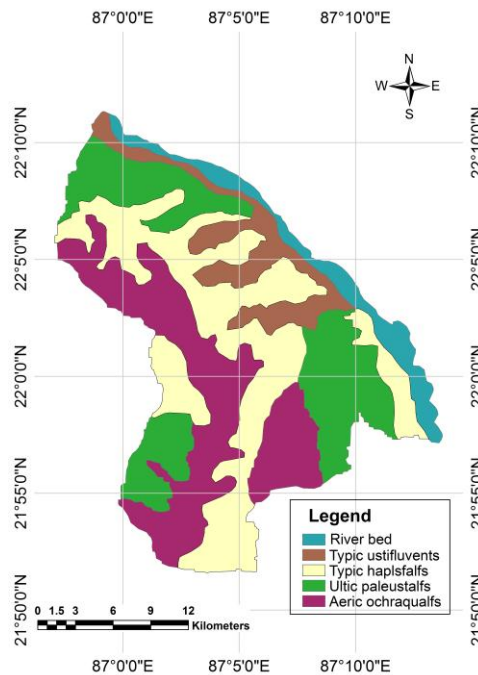 87°0'0"E 87°5'0"E 87°10'0"E
N
W E
S
22°10'0"N 22°10'0"N
22°5'0"N 22°5'0"N
22°0'0"N 22°0'0"N
21°55'0"N 21°55'0"N
21°50'0"N 21°50'0"N
Legend
River bed
Typic ustifluvents
Typic haplsfalfs
Ultic paleustalfs
Aeric ochraqualfs
0 1.5 3 6 9 12
Kilometers
87°0'0"E 87°5'0"E 87°10'0"E